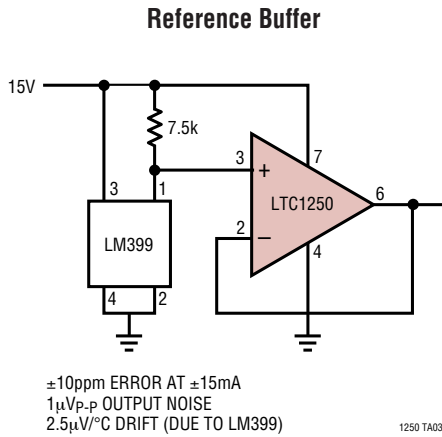 Reference Buffer
15V
7.5k
3
1
3
+
7
LTC1250
6
2
–
4
LM399
4
2
±10ppm ERROR AT ±15mA
1µVP-P OUTPUT NOISE
2.5µV/°C DRIFT (DUE TO LM399)
1250 TA03